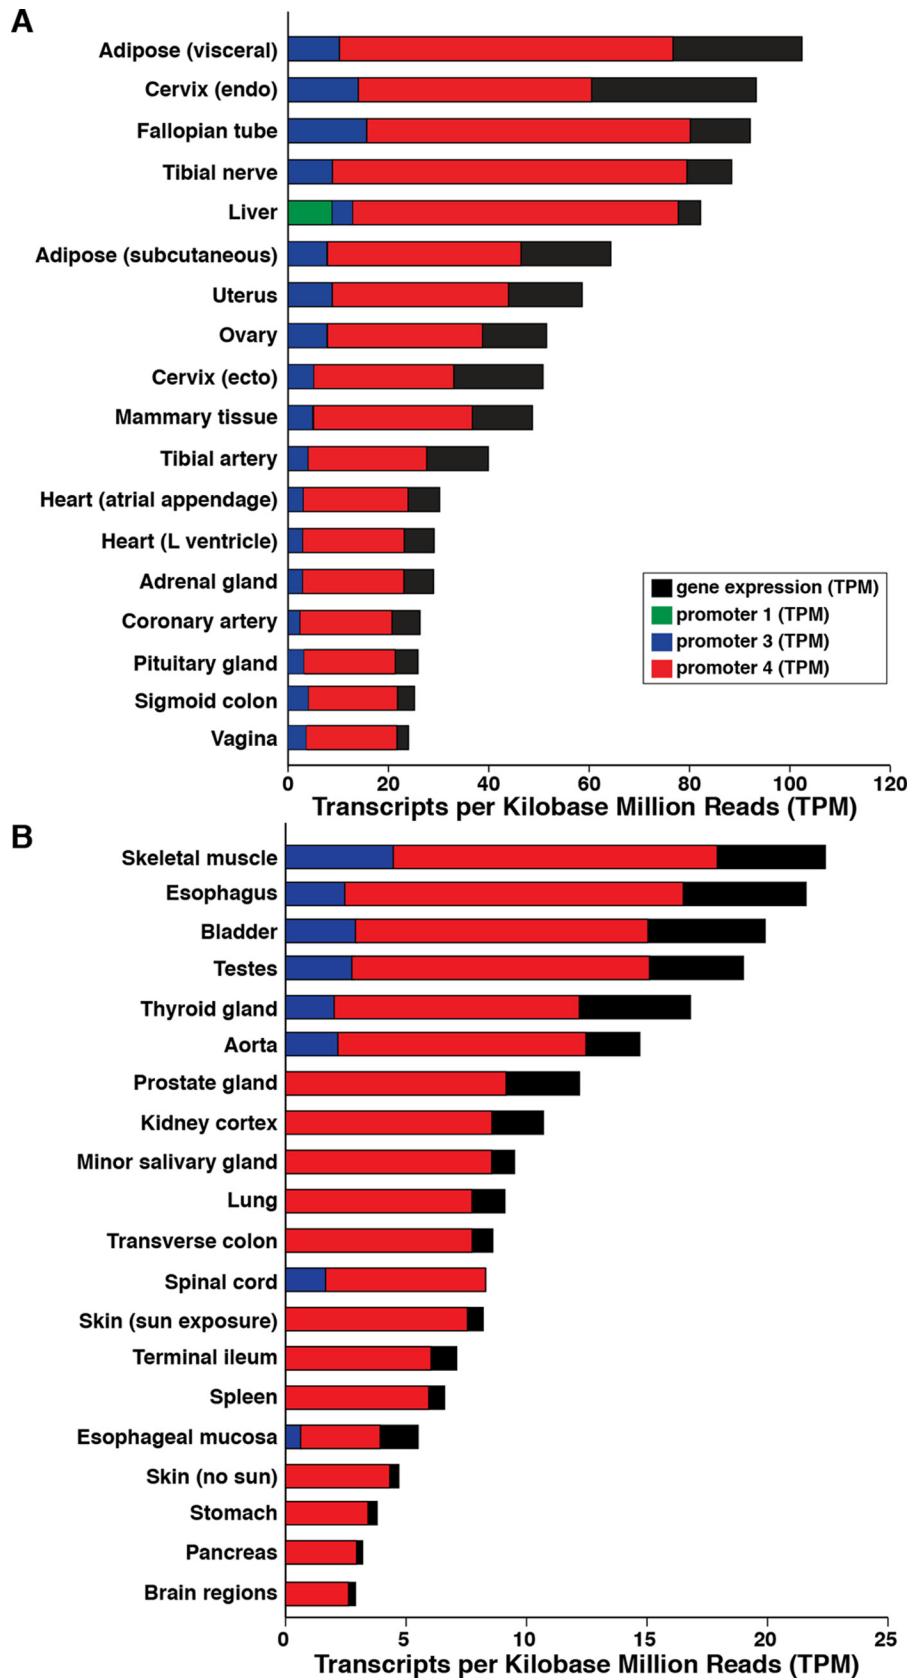 A
Adipose (visceral)
Cervix (endo)
Fallopian tube
Tibial nerve
Liver
Adipose (subcutaneous)
Uterus
Ovary
Cervix (ecto)
Mammary tissue
Tibial artery
Heart (atrial appendage)
Heart (L ventricle)
Adrenal gland
Coronary artery
Pituitary gland
Sigmoid colon
Vagina
gene expression (TPM)
promoter 1 (TPM)
promoter 3 (TPM)
promoter 4 (TPM)
0 20 40 60 80 100 120
Transcripts per Kilobase Million Reads (TPM)
B
Skeletal muscle
Esophagus
Bladder
Testes
Thyroid gland
Aorta
Prostate gland
Kidney cortex
Minor salivary gland
Lung
Transverse colon
Spinal cord
Skin (sun exposure)
Terminal ileum
Spleen
Esophageal mucosa
Skin (no sun)
Stomach
Pancreas
Brain regions
0 5 10 15 20 25
Transcripts per Kilobase Million Reads (TPM)